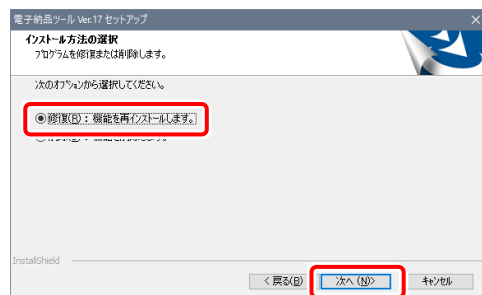 電子納品ツール Ver.17 セットアップ
インストール方法の選択
プログラムを修復または削除します。
次のオプションから選択してください。
修復(R)：機能を再インストールします。
InstallShield
< 戻る(B)
次へ (N)>
キャンセル